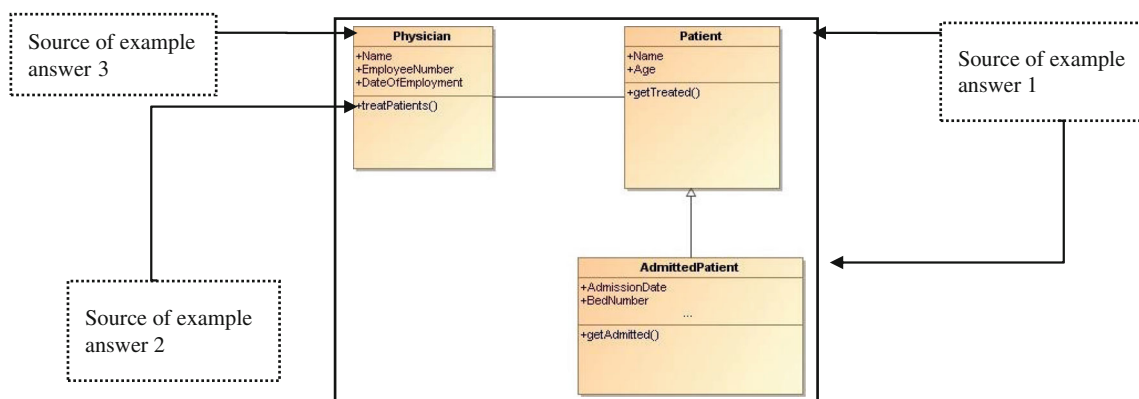 Source of example
answer 3
Physician
+Name
+EmployeeNumber
+DateOfEmployment
+treatPatients()
Patient
+Name
+Age
+getTreated()
Source of example
answer 1
Source of example
answer 2
AdmittedPatient
+AdmissionDate
+BedNumber
...
+getAdmitted()